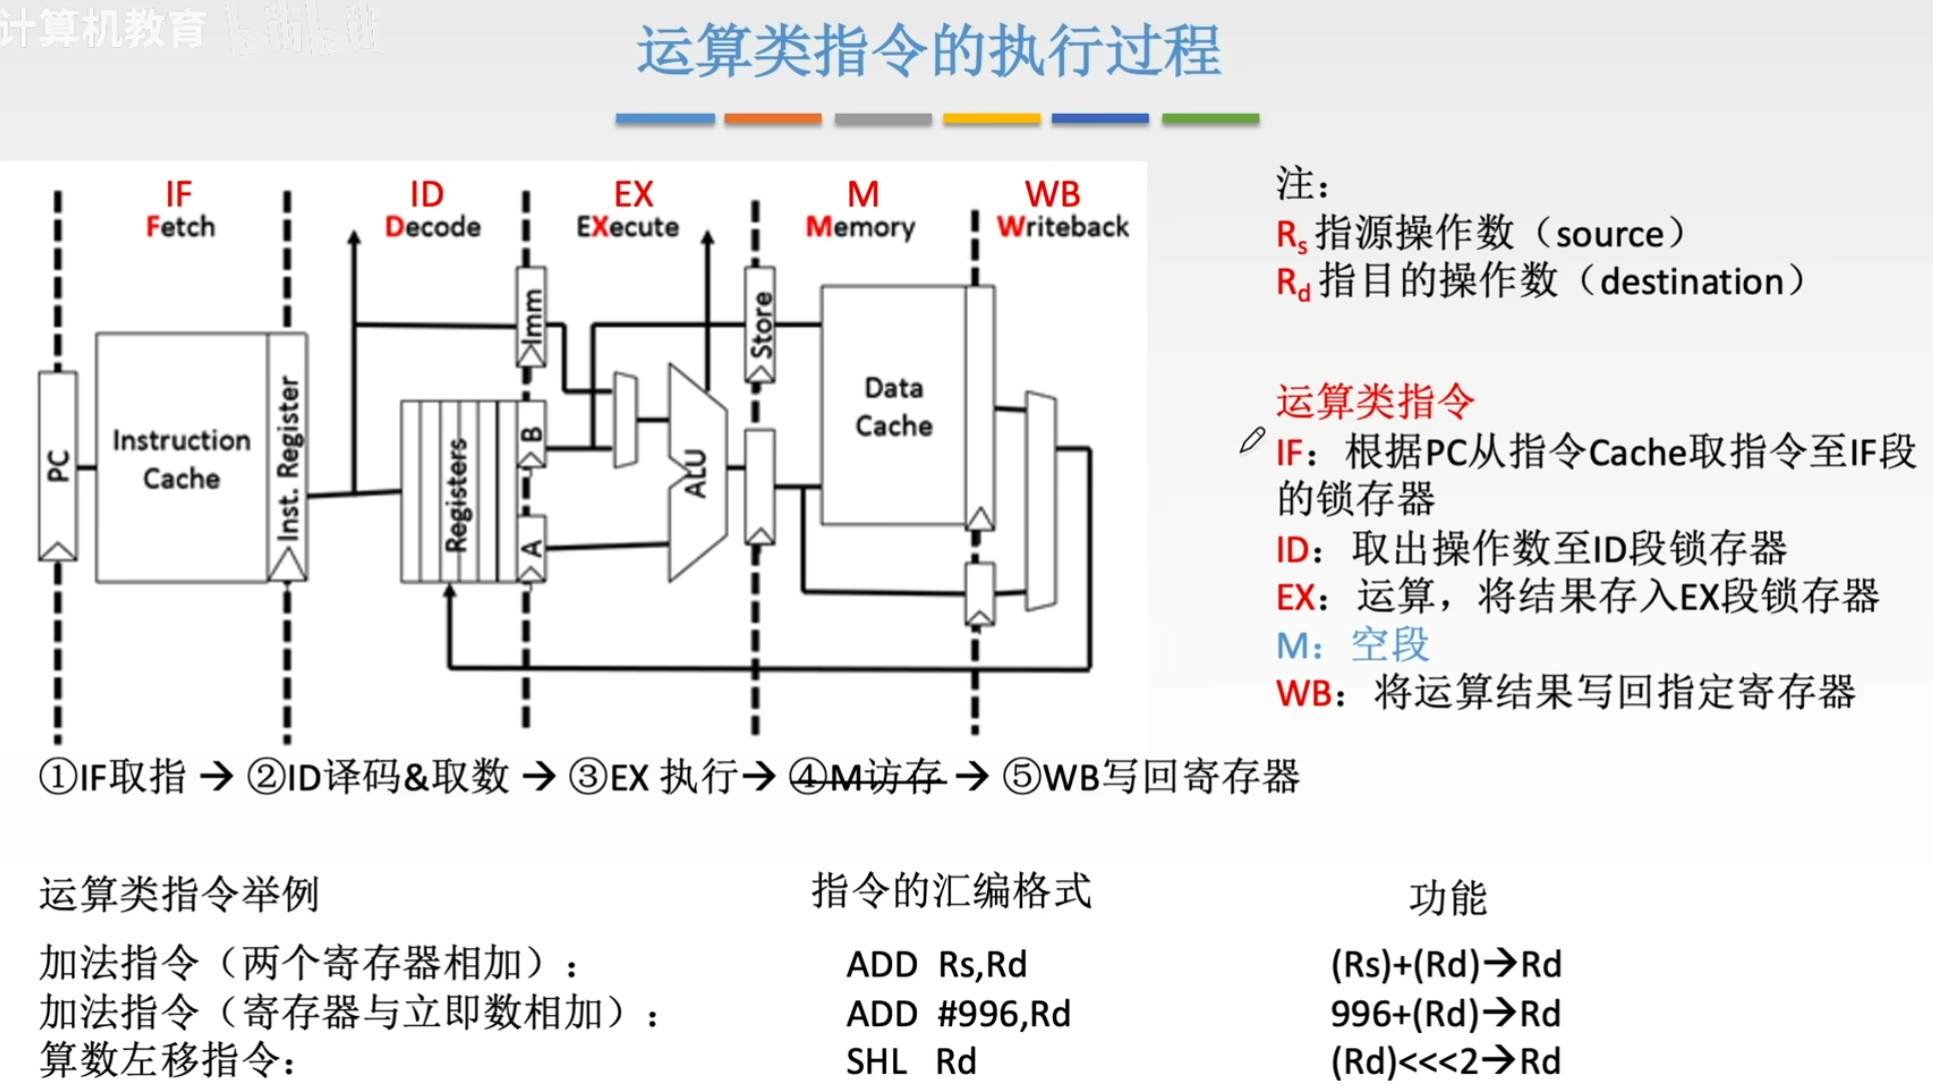 计算机教育 bilibili
运算类指令的执行过程
IF
Fetch
ID
Decode
EX
EXecute
M
Memory
WB
Writeback
PC
Instruction
Cache
Inst. Register
Registers
Imm
B
A
ALU
Store
Data
Cache
注：
Rs 指源操作数（source）
Rd 指目的操作数（destination）
运算类指令
IF：根据PC从指令Cache取指令至IF段
的锁存器
ID：取出操作数至ID段锁存器
EX：运算，将结果存入EX段锁存器
M：空段
WB：将运算结果写回指定寄存器
①IF取指 → ②ID译码&取数 → ③EX 执行→ ④M访存 → ⑤WB写回寄存器
运算类指令举例 指令的汇编格式 功能
加法指令（两个寄存器相加）： ADD Rs,Rd (Rs)+(Rd)→Rd
加法指令（寄存器与立即数相加）： ADD #996,Rd 996+(Rd)→Rd
算数左移指令： SHL Rd (Rd)<<<2→Rd